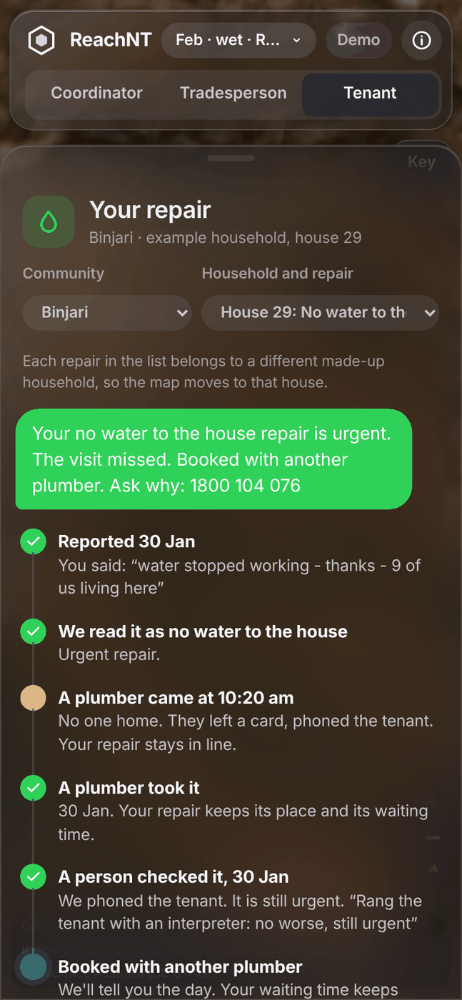 ReachNT
Feb · wet · R...
Demo
Coordinator
Tradesperson
Tenant
Key
Your repair
Binjari · example household, house 29
Community
Household and repair
Binjari
House 29: No water to th
Each repair in the list belongs to a different made-up
household, so the map moves to that house.
Your no water to the house repair is urgent.
The visit missed. Booked with another
plumber. Ask why: 1800 104 076
Reported 30 Jan
You said: “water stopped working - thanks - 9 of
us living here”
We read it as no water to the house
Urgent repair.
A plumber came at 10:20 am
No one home. They left a card, phoned the tenant.
Your repair stays in line.
A plumber took it
30 Jan. Your repair keeps its place and its waiting
time.
A person checked it, 30 Jan
We phoned the tenant. It is still urgent. “Rang the
tenant with an interpreter: no worse, still urgent”
Booked with another plumber
We'll tell you the day. Your waiting time keeps